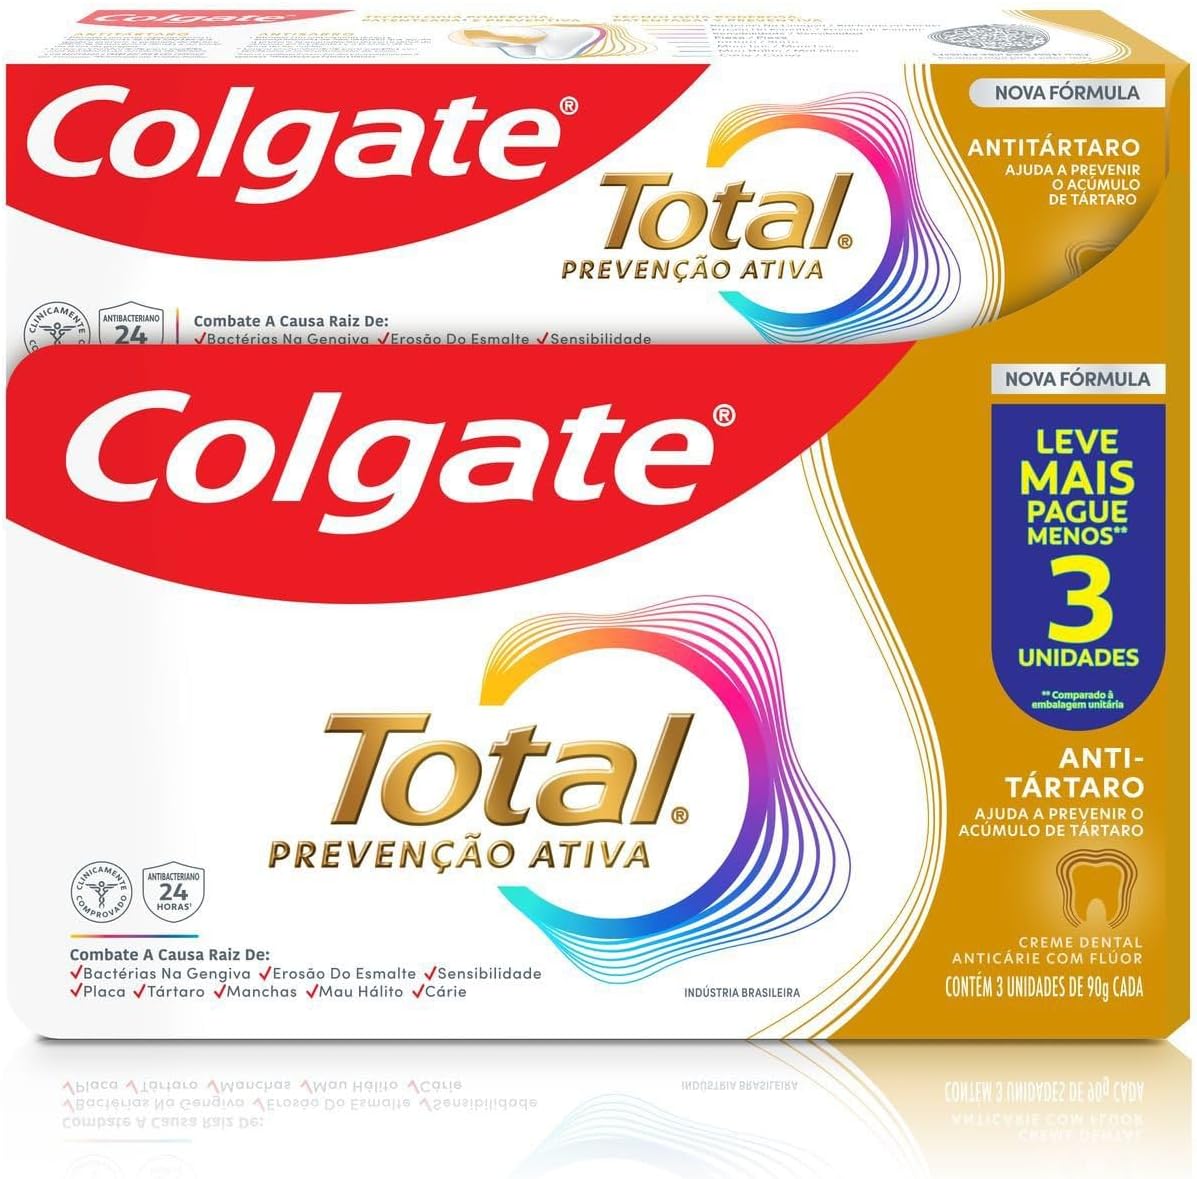 Colgate
ANTITÁRTARO
ANTISSARRO
Colgate®
Total®
PREVENÇÃO ATIVA
NOVA FÓRMULA
ANTITÁRTARO
AJUDA A PREVENIR
O ACÚMULO
DE TÁRTARO
CLINICAMENTE
ANTIBACTERIANO
24
Combate A Causa Raiz De:
✓Bactérias Na Gengiva ✓Erosão Do Esmalte ✓Sensibilidade
Colgate®
NOVA FÓRMULA
LEVE
MAIS
PAGUE
MENOS**
3
UNIDADES
** Comparado à
embalagem unitária
Total®
PREVENÇÃO ATIVA
ANTI-
TÁRTARO
AJUDA A PREVENIR O
ACÚMULO DE TÁRTARO
CLINICAMENTE
COMPROVADO
ANTIBACTERIANO
24
HORAS¹
Combate A Causa Raiz De:
✓Bactérias Na Gengiva ✓Erosão Do Esmalte ✓Sensibilidade
✓Placa ✓Tártaro ✓Manchas ✓Mau Hálito ✓Cárie
INDÚSTRIA BRASILEIRA
CREME DENTAL
ANTICÁRIE COM FLÚOR
CONTÉM 3 UNIDADES DE 90g CADA